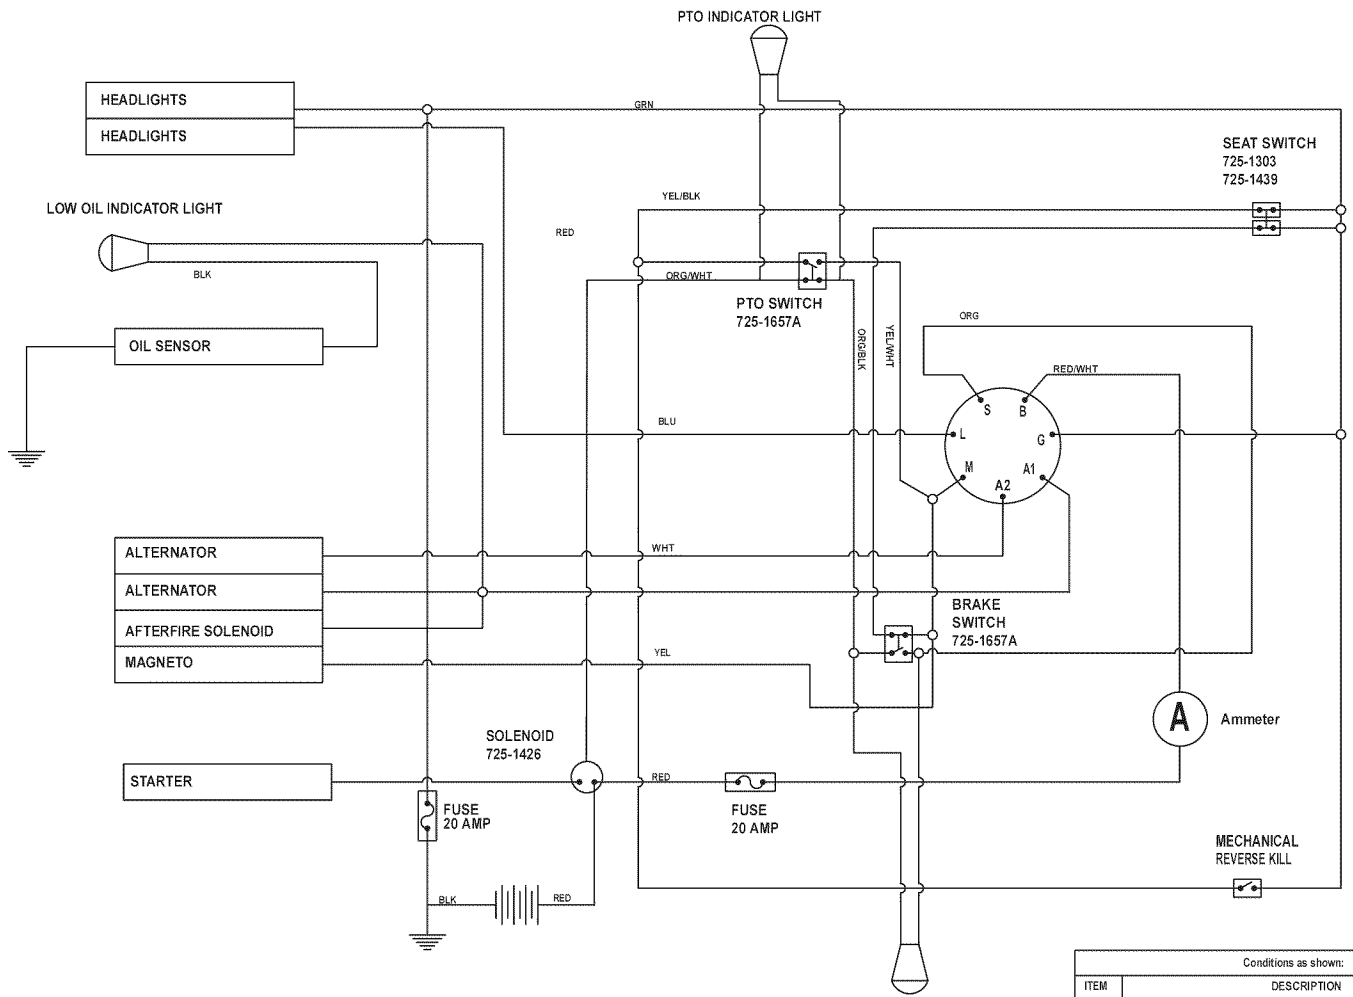 PTO INDICATOR LIGHT
HEADLIGHTS
GRN
HEADLIGHTS
SEAT SWITCH
725-1303
725-1439
YEL/BLK
LOW OIL INDICATOR LIGHT
RED
BLK
ORG/WHT
PTO SWITCH
725-1657A
ORG
ORG/BLK
YEL/WHT
OIL SENSOR
RED/WHT
S
B
BLU
L
G
M
A1
A2
ALTERNATOR
WHT
ALTERNATOR
AFTERFIRE SOLENOID
BRAKE
SWITCH
725-1657A
MAGNETO
YEL
A
Ammeter
SOLENOID
725-1426
STARTER
RED
FUSE
20 AMP
FUSE
20 AMP
MECHANICAL
REVERSE KILL
BLK
RED
Conditions as shown:
ITEM
DESCRIPTION